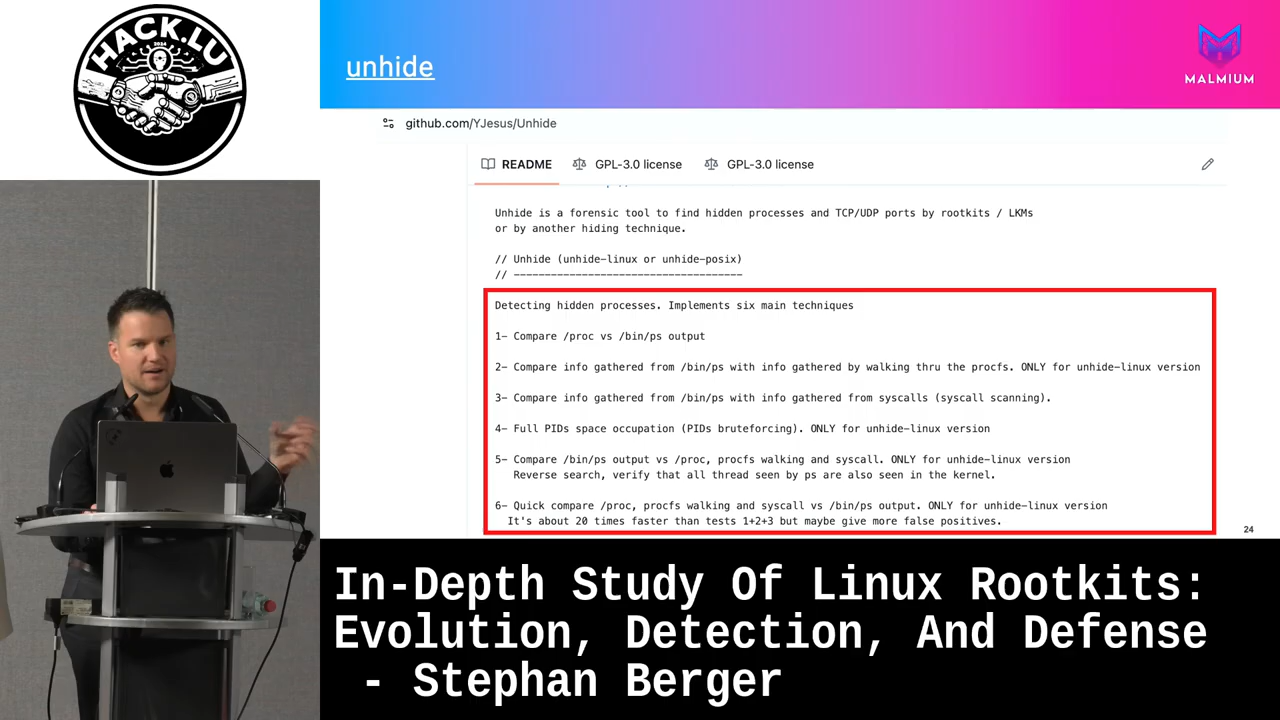 HACK.LU
2024
unhide
MALMIUM
github.com/YJesus/Unhide
README
GPL-3.0 license
GPL-3.0 license
Unhide is a forensic tool to find hidden processes and TCP/UDP ports by rootkits / LKMs
or by another hiding technique.
// Unhide (unhide-linux or unhide-posix)
// -------------------------------------
Detecting hidden processes. Implements six main techniques
1- Compare /proc vs /bin/ps output
2- Compare info gathered from /bin/ps with info gathered by walking thru the procfs. ONLY for unhide-linux version
3- Compare info gathered from /bin/ps with info gathered from syscalls (syscall scanning).
4- Full PIDs space occupation (PIDs bruteforcing). ONLY for unhide-linux version
5- Compare /bin/ps output vs /proc, procfs walking and syscall. ONLY for unhide-linux version
Reverse search, verify that all thread seen by ps are also seen in the kernel.
6- Quick compare /proc, procfs walking and syscall vs /bin/ps output. ONLY for unhide-linux version
It's about 20 times faster than tests 1+2+3 but maybe give more false positives.
24
In-Depth Study Of Linux Rootkits:
Evolution, Detection, And Defense
- Stephan Berger